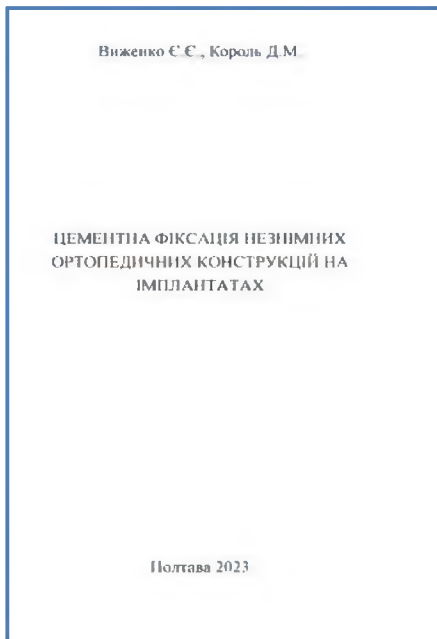 Виженко Є.Є., Король Д.М.
ЦЕМЕНТНА ФІКСАЦІЯ НЕЗНІМНИХ
ОРТОПЕДИЧНИХ КОНСТРУКЦІЙ НА
ІМПЛАНТАТАХ
Полтава 2023